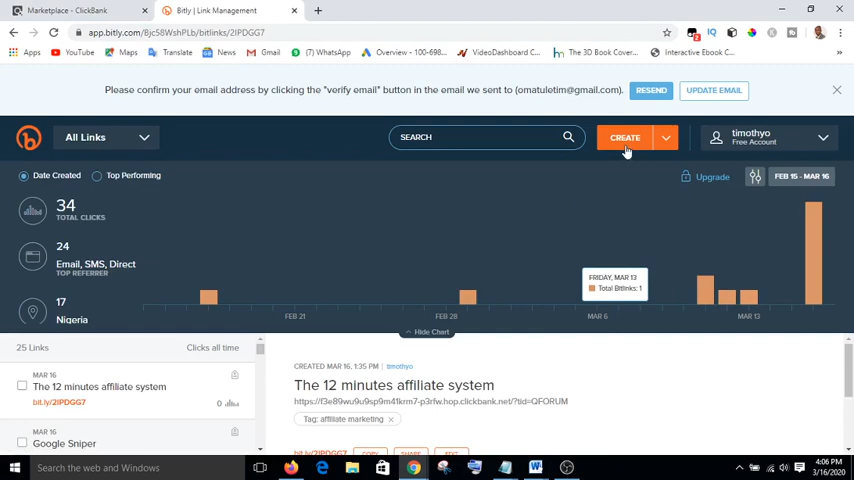 Marketplace - ClickBank
Bitly | Link Management
app.bitly.com/Bjc58WshPLb/bitlinks/2IPDGG7
Apps
YouTube
Maps
Translate
News
Gmail
(7) WhatsApp
Overview - 100-698...
VideoDashboard C...
The 3D Book Cover...
Interactive Ebook C...
Please confirm your email address by clicking the "verify email" button in the email we sent to (omatuletim@gmail.com).
RESEND
UPDATE EMAIL
All Links
SEARCH
CREATE
timothyo
Free Account
Date Created
Top Performing
Upgrade
FEB 15 - MAR 16
34
TOTAL CLICKS
24
Email, SMS, Direct
TOP REFERRER
17
Nigeria
FRIDAY, MAR 13
Total Bitlinks: 1
FEB 21
FEB 28
MAR 6
MAR 13
Hide Chart
25 Links
Clicks all time
MAR 16
The 12 minutes affiliate system
bit.ly/2IPDGG7
0
MAR 16
Google Sniper
CREATED MAR 16, 1:35 PM | timothyo
The 12 minutes affiliate system
https://f3e89wu9u9sp9m41krm7-p3rfw.hop.clickbank.net/?tid=QFORUM
Tag: affiliate marketing
bit.ly/2IPDGG7
COPY
SHARE
EDIT
Search the web and Windows
4:06 PM
3/16/2020